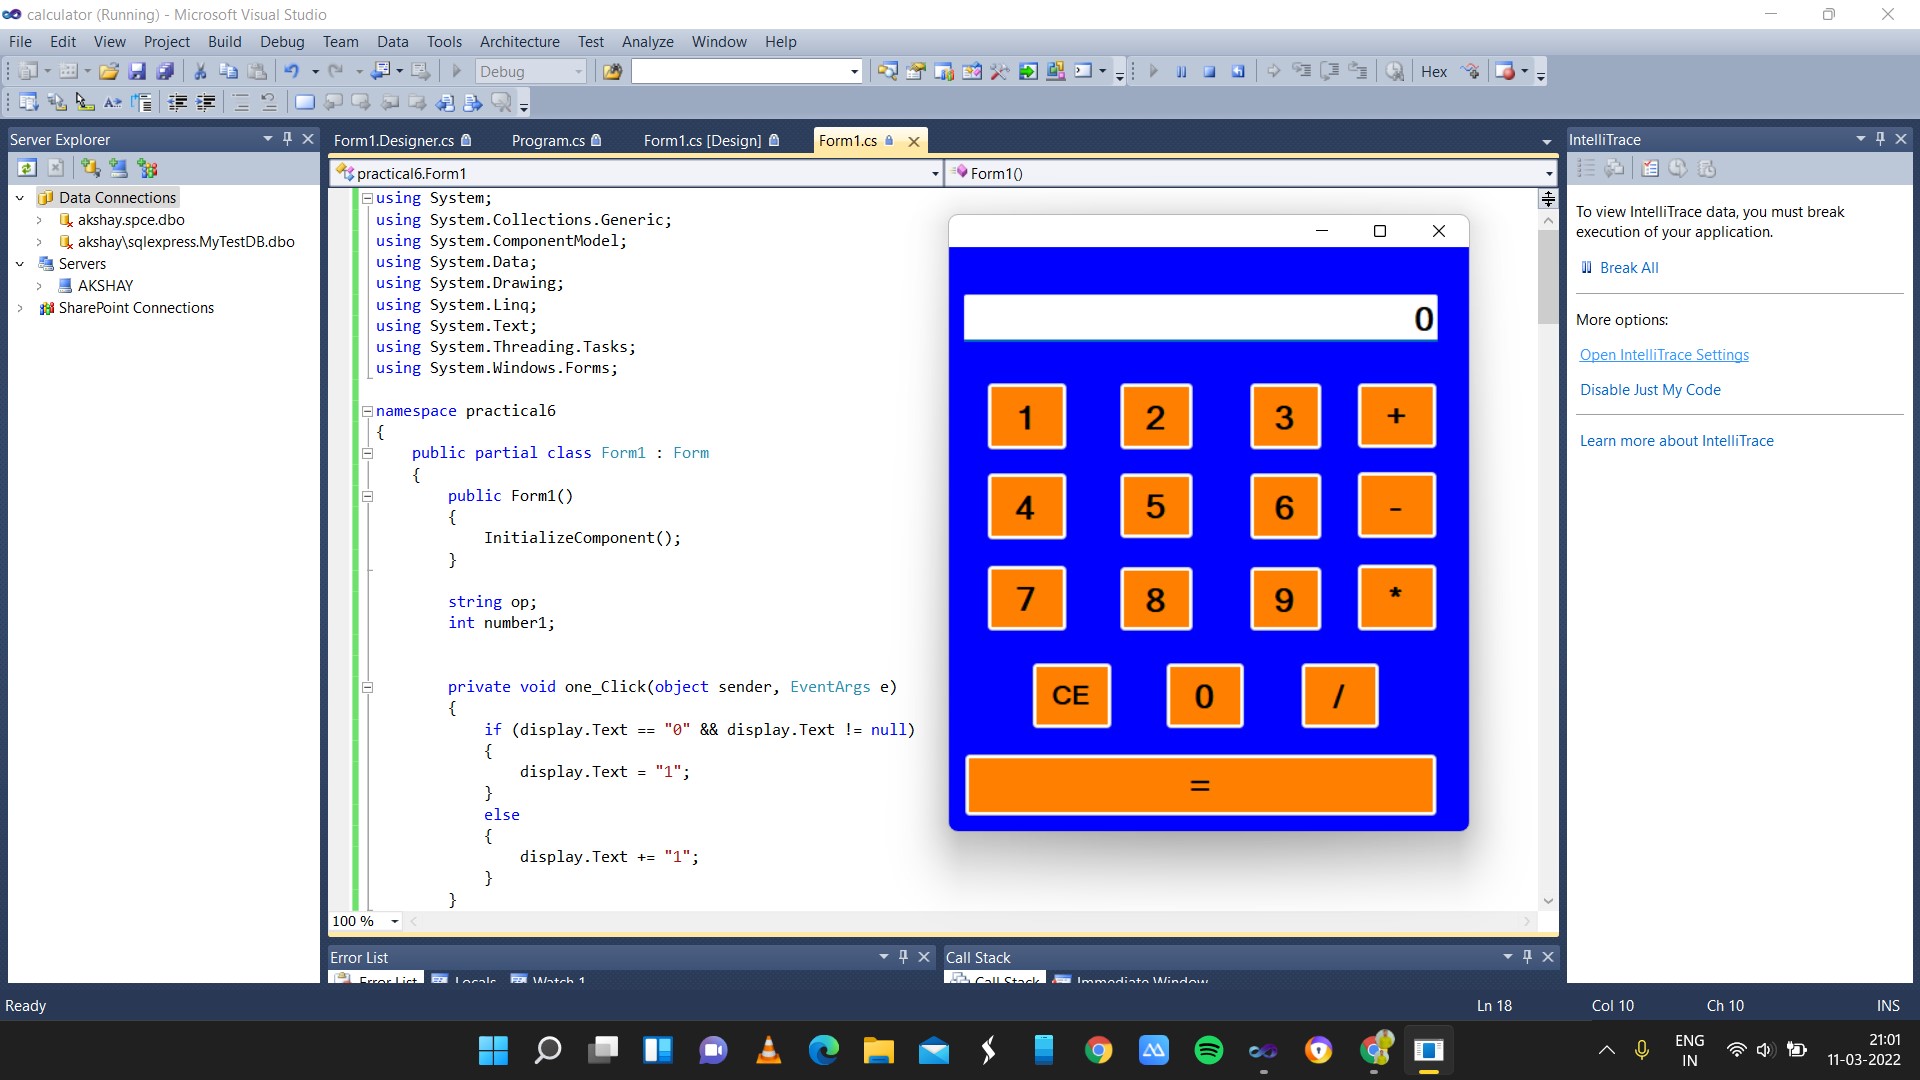 calculator (Running) - Microsoft Visual Studio
File Edit View Project Build Debug Team Data Tools Architecture Test Analyze Window Help
Debug
Hex
Server Explorer
Data Connections
akshay.spce.dbo
akshay\sqlexpress.MyTestDB.dbo
Servers
AKSHAY
SharePoint Connections
Form1.Designer.cs Program.cs Form1.cs [Design] Form1.cs
practical6.Form1 Form1()
using System;
using System.Collections.Generic;
using System.ComponentModel;
using System.Data;
using System.Drawing;
using System.Linq;
using System.Text;
using System.Threading.Tasks;
using System.Windows.Forms;
namespace practical6
{
public partial class Form1 : Form
{
public Form1()
{
InitializeComponent();
}
string op;
int number1;
private void one_Click(object sender, EventArgs e)
{
if (display.Text == "0" && display.Text != null)
{
display.Text = "1";
}
else
{
display.Text += "1";
}
}
100 %
0
1 2 3 +
4 5 6 -
7 8 9 *
CE 0 /
=
IntelliTrace
To view IntelliTrace data, you must break
execution of your application.
Break All
More options:
Open IntelliTrace Settings
Disable Just My Code
Learn more about IntelliTrace
Error List
Error List Locals Watch 1
Call Stack
Call Stack Immediate Window
Ready Ln 18 Col 10 Ch 10 INS
ENG
IN
21:01
11-03-2022